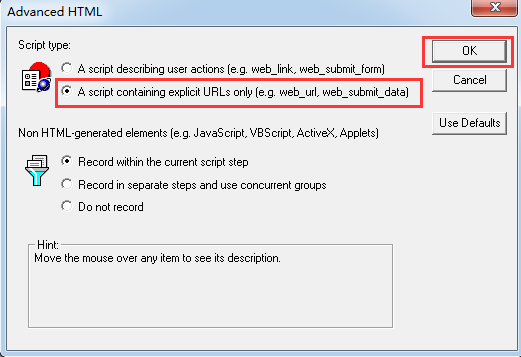 Advanced HTML
Script type:
OK
A script describing user actions (e.g. web_link, web_submit_form)
Cancel
A script containing explicit URLs only (e.g. web_url, web_submit_data)
Use Defaults
Non HTML-generated elements (e.g. JavaScript, VBScript, ActiveX, Applets)
Record within the current script step
Record in separate steps and use concurrent groups
Do not record
Hint:
Move the mouse over any item to see its description.